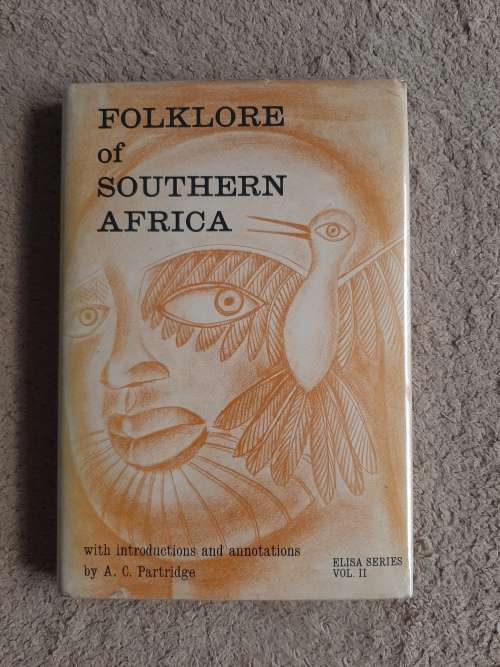 FOLKLORE
of
SOUTHERN
AFRICA
with introductions and annotations
by A. C. Partridge
ELISA SERIES
VOL. II